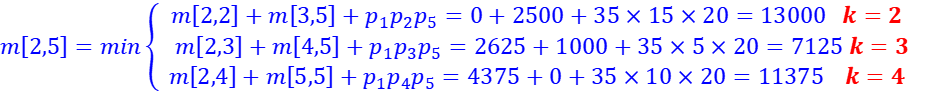 m[2,2] + m[3,5] + p₁p₂p₅ = 0 + 2500 + 35 × 15 × 20 = 13000 k = 2
m[2,5] = min { m[2,3] + m[4,5] + p₁p₃p₅ = 2625 + 1000 + 35 × 5 × 20 = 7125 k = 3
m[2,4] + m[5,5] + p₁p₄p₅ = 4375 + 0 + 35 × 10 × 20 = 11375 k = 4